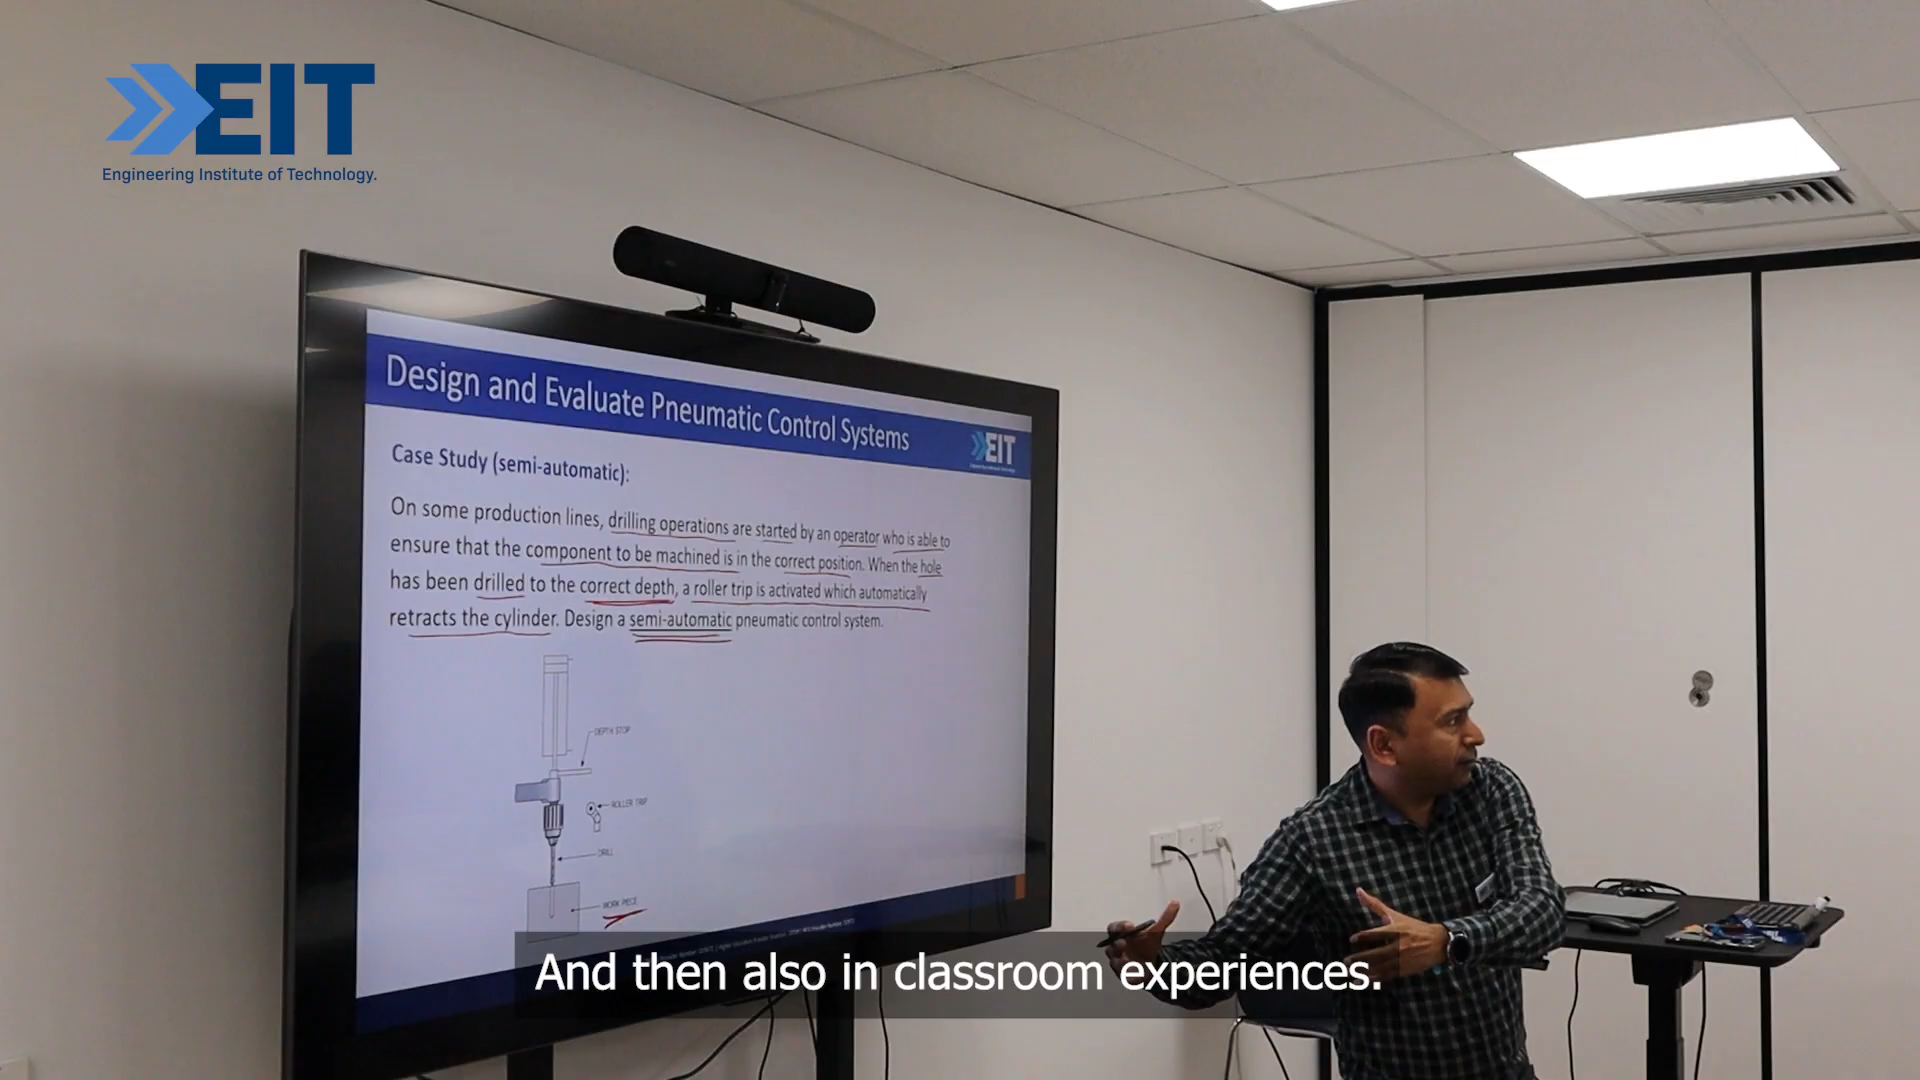 EIT
Engineering Institute of Technology.
Design and Evaluate Pneumatic Control Systems
EIT
Case Study (semi-automatic):
On some production lines, drilling operations are started by an operator who is able to
ensure that the component to be machined is in the correct position. When the hole
has been drilled to the correct depth, a roller trip is activated which automatically
retracts the cylinder. Design a semi-automatic pneumatic control system.
DEPTH STOP
ROLLER TRIP
DRILL
WORK PIECE
And then also in classroom experiences.